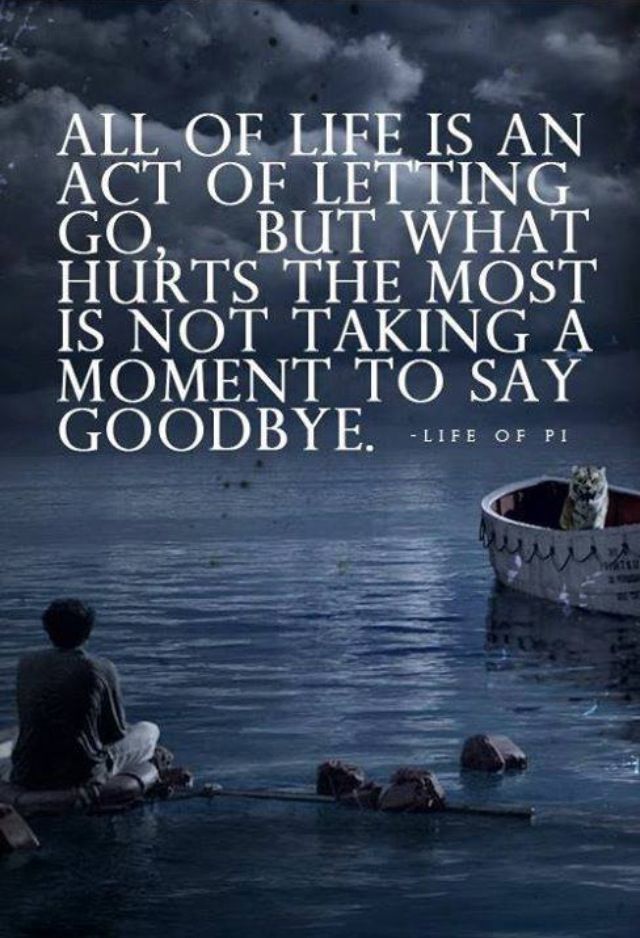 ALL OF LIFE IS AN
ACT OF LETTING
GO, BUT WHAT
HURTS THE MOST
IS NOT TAKING A
MOMENT TO SAY
GOODBYE. -LIFE OF PI